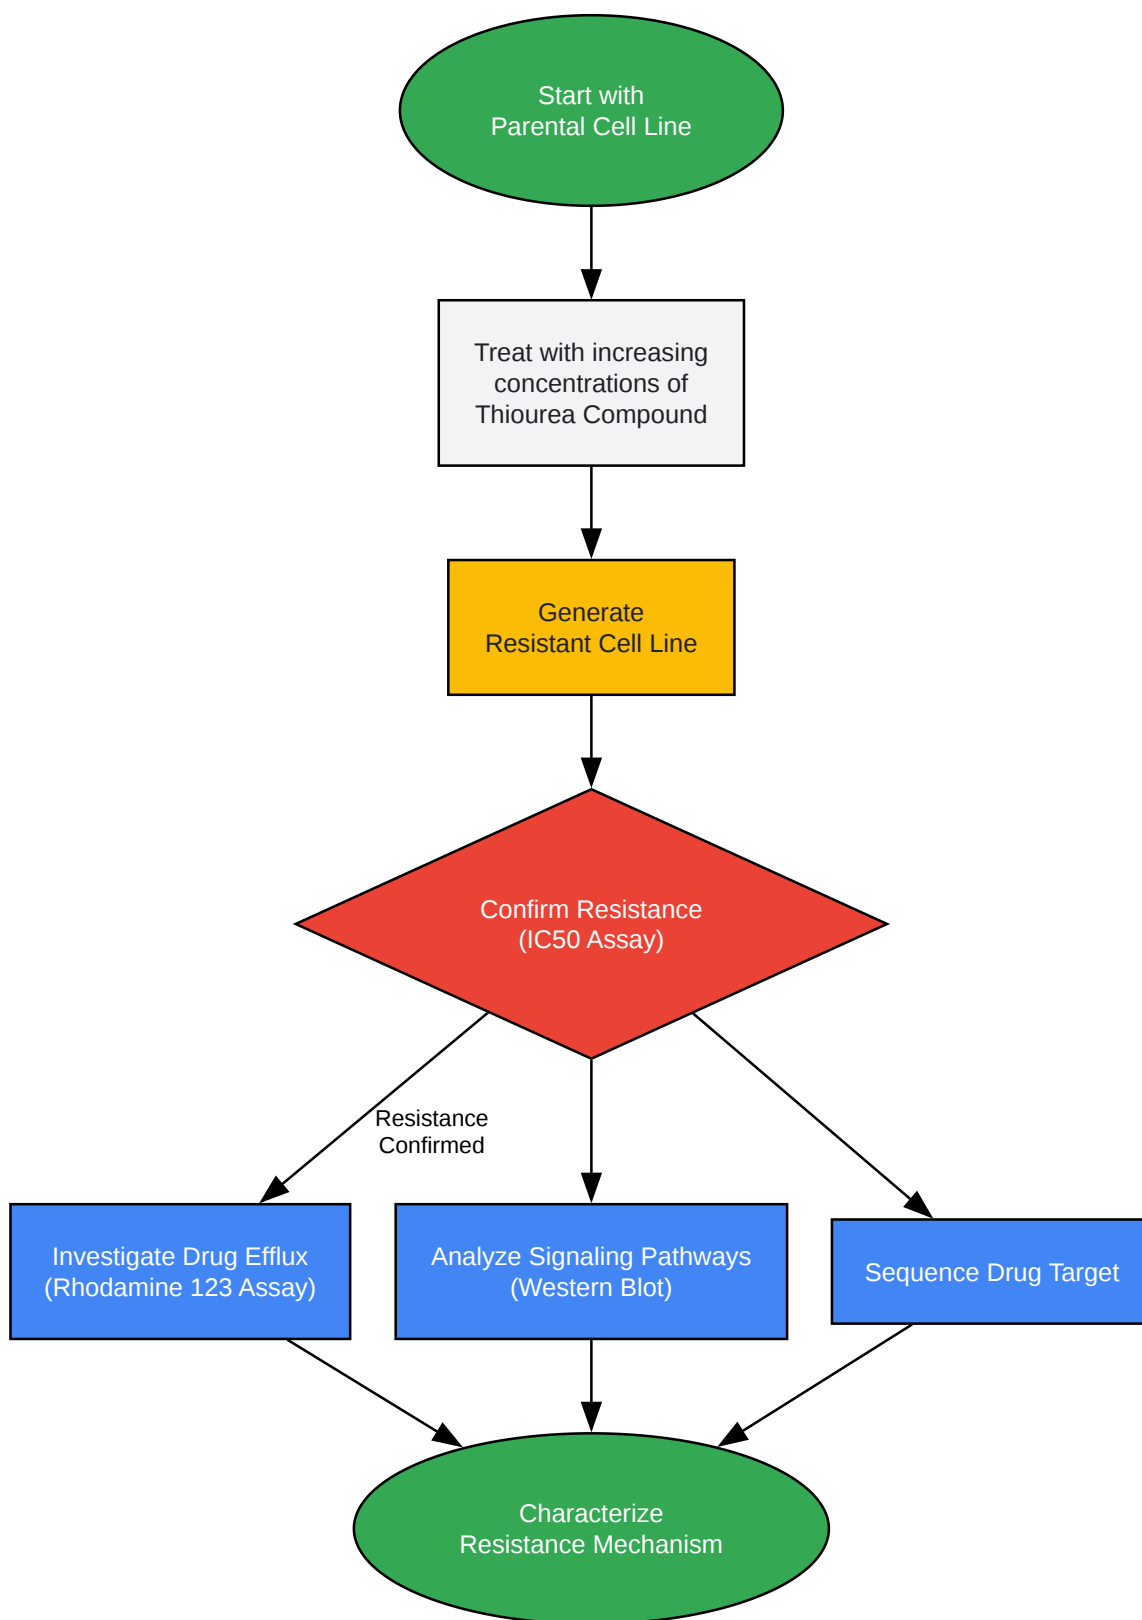 Start with
Parental Cell Line
Treat with increasing
concentrations of
Thiourea Compound
Generate
Resistant Cell Line
Confirm Resistance
(IC50 Assay)
Resistance
Confirmed
Investigate Drug Efflux
(Rhodamine 123 Assay)
Analyze Signaling Pathways
(Western Blot)
Sequence Drug Target
Characterize
Resistance Mechanism